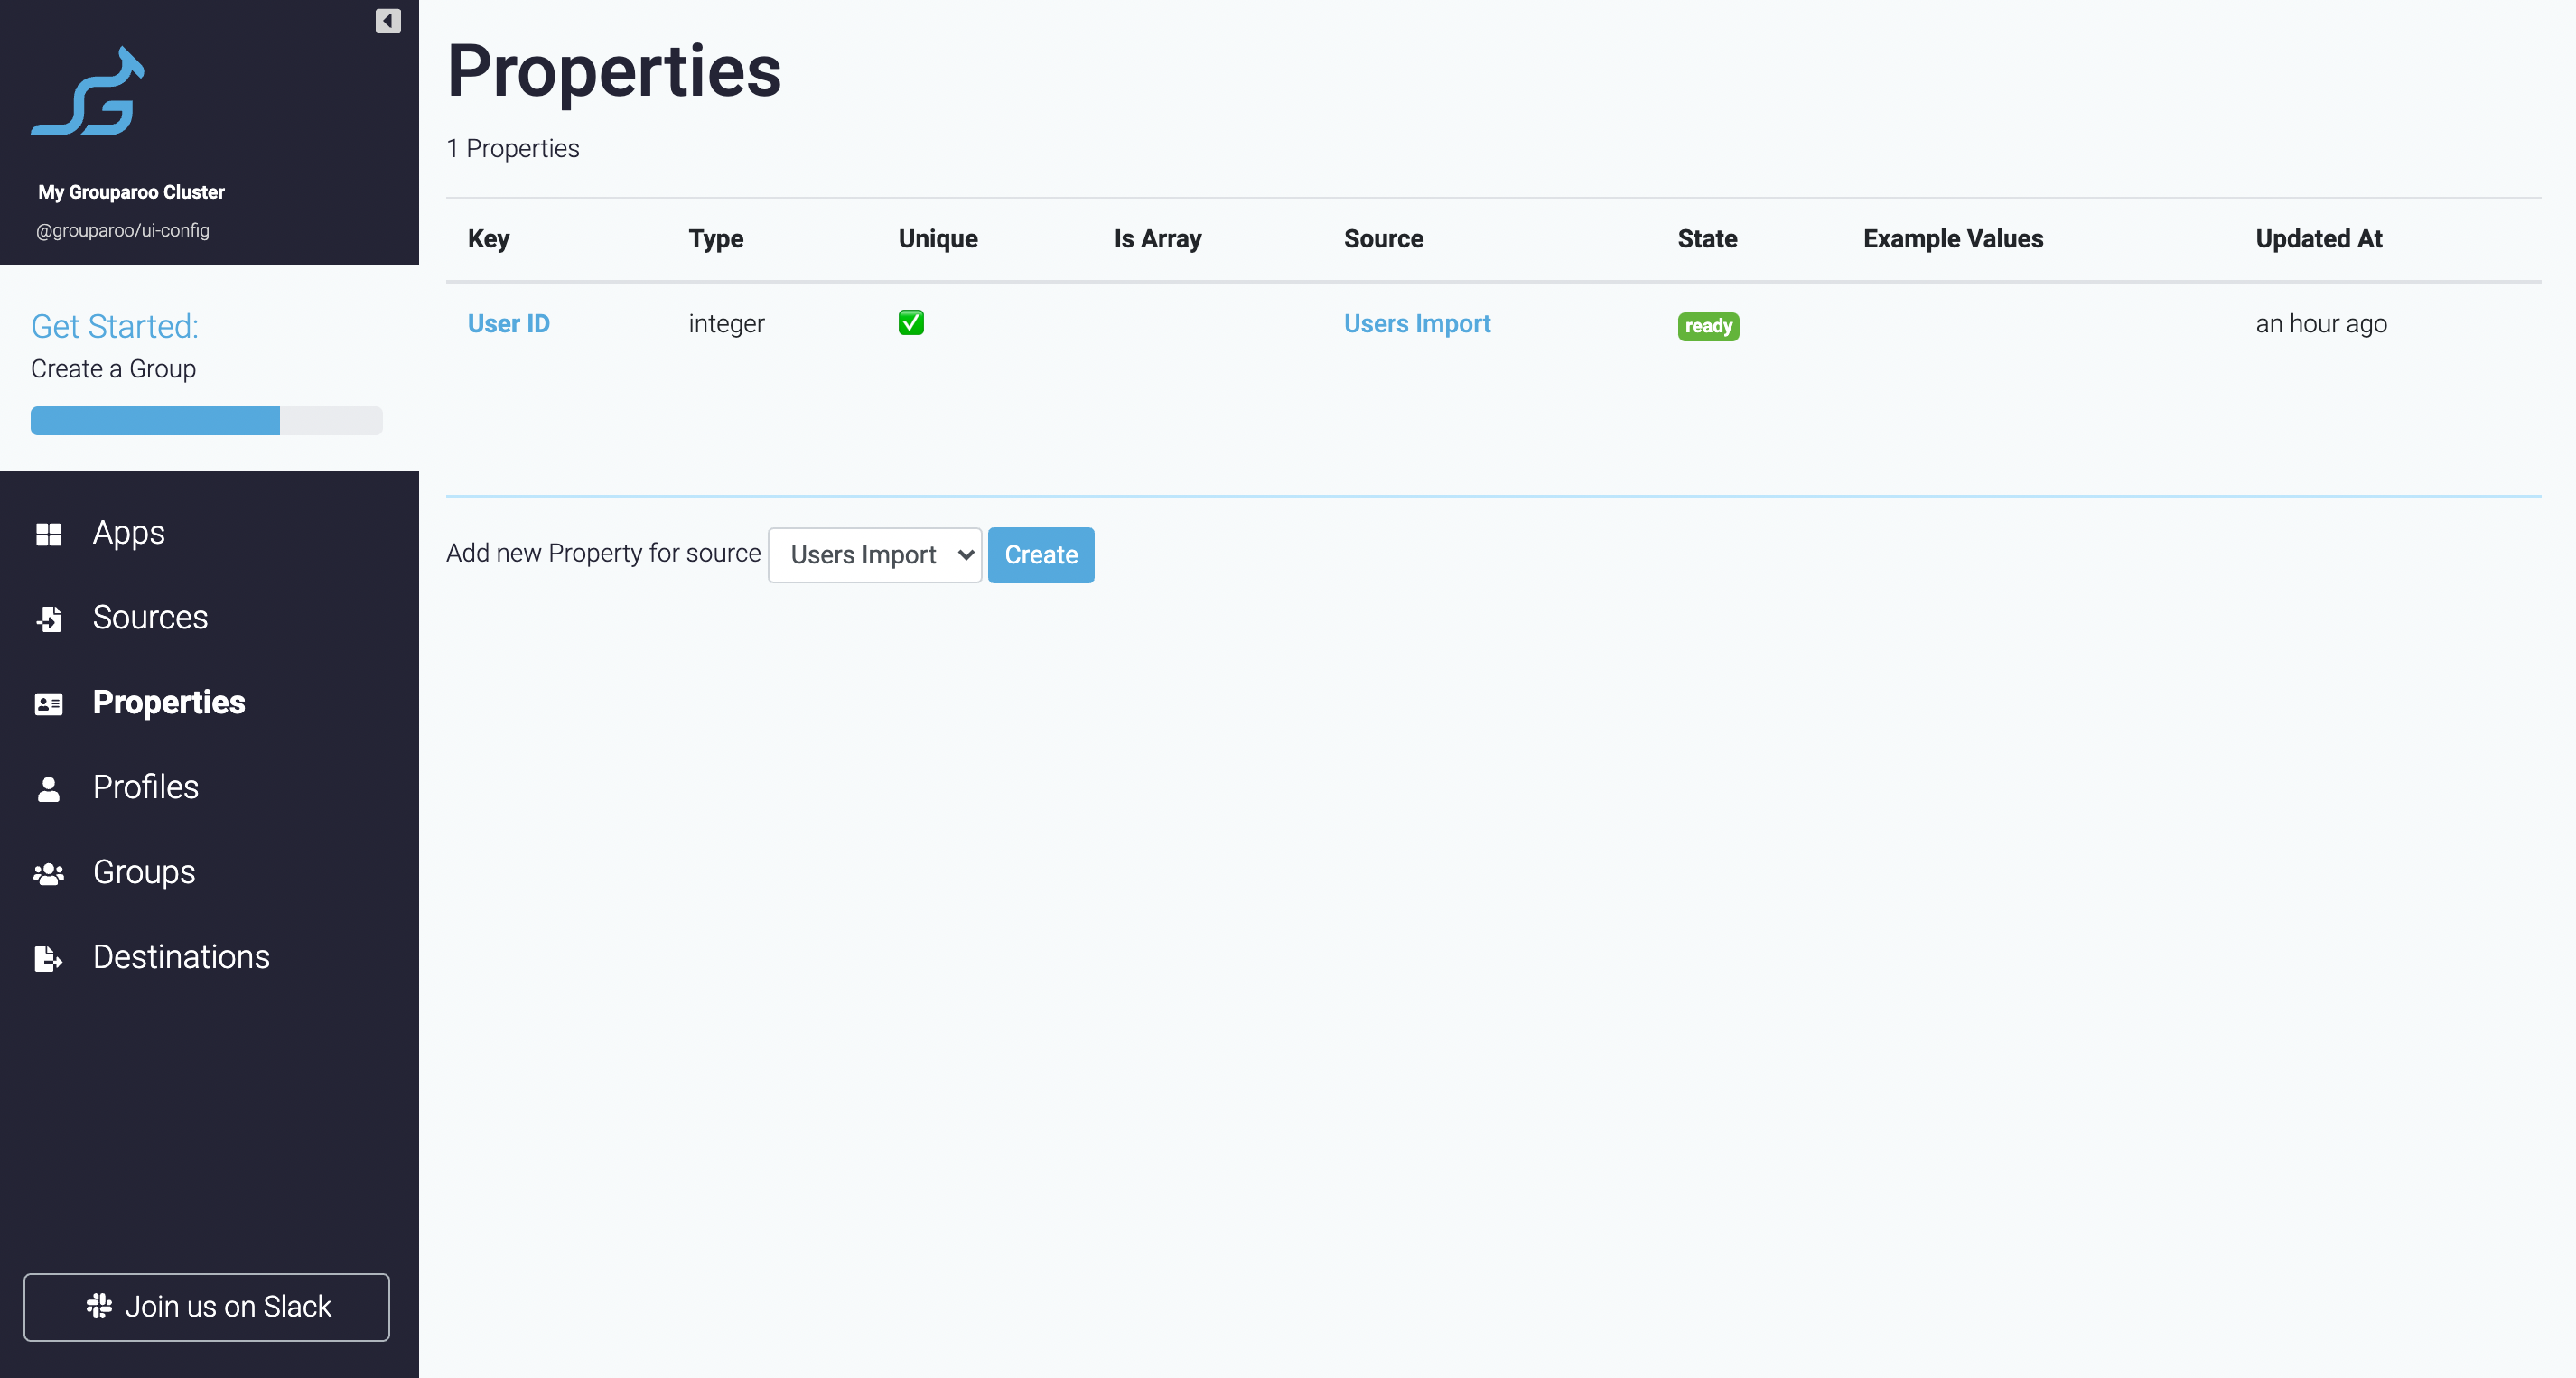 My Grouparoo Cluster
@grouparoo/ui-config
Get Started:
Create a Group
Apps
Sources
Properties
Profiles
Groups
Destinations
Join us on Slack
Properties
1 Properties
Key Type Unique Is Array Source State Example Values Updated At
User ID integer ✅ Users Import ready an hour ago
Add new Property for source Users Import Create